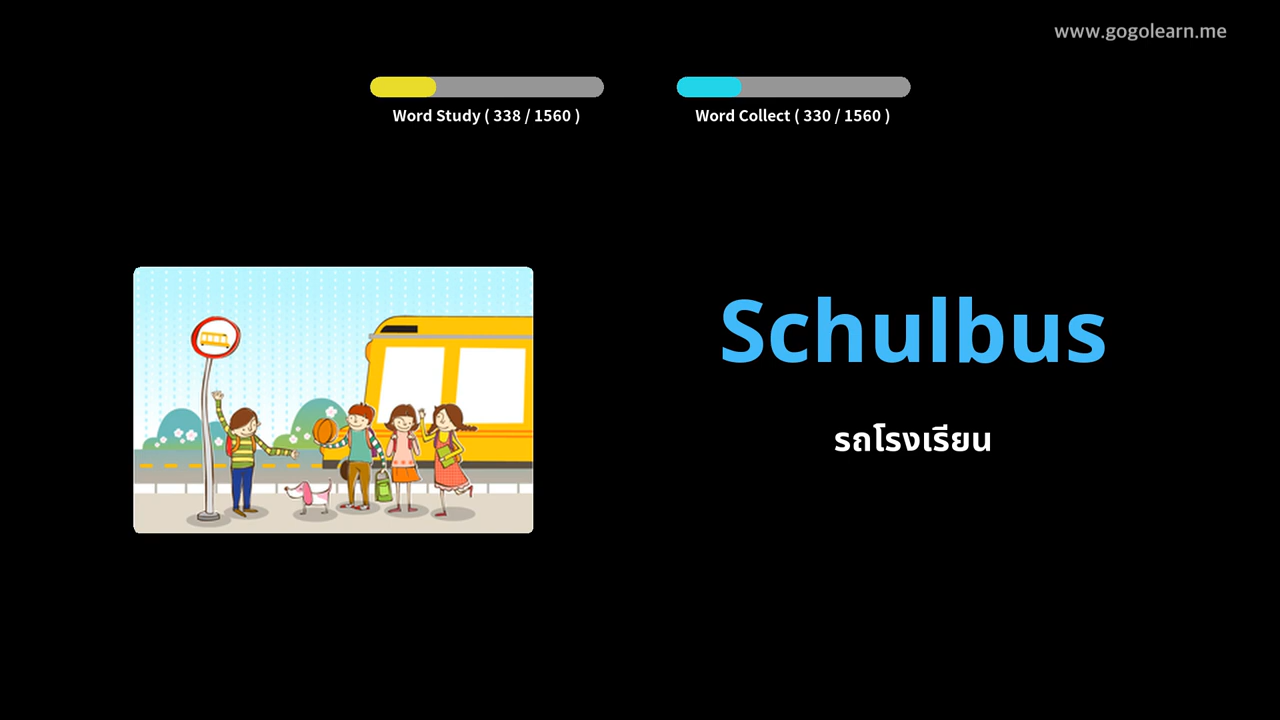 www.gogolearn.me
Word Study ( 338 / 1560 )
Word Collect ( 330 / 1560 )
Schulbus
รถโรงเรียน